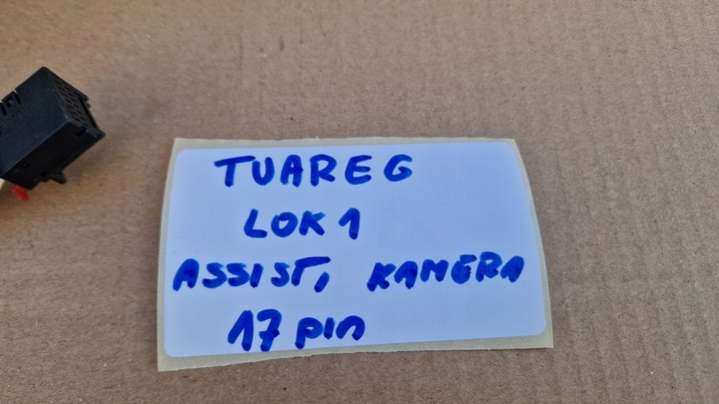 TUAREG
LOK 1
ASSIST, KAMERA
17 pin